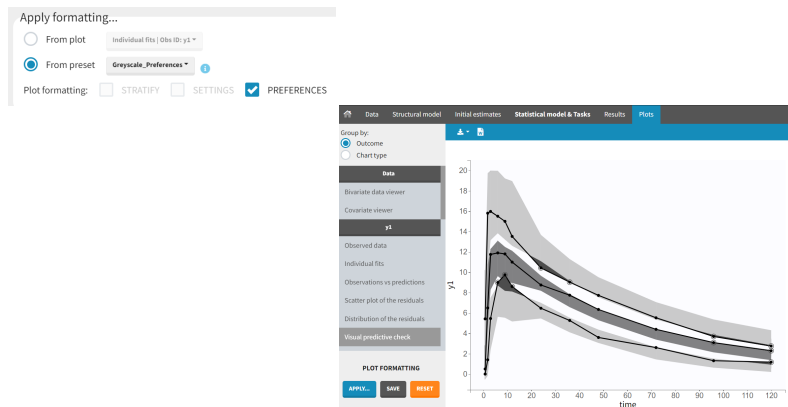 Apply formatting...
From plot Individual fits | Obs ID: y1
From preset Greyscale_Preferences i
Plot formatting: STRATIFY SETTINGS PREFERENCES
Data Structural model Initial estimates Statistical model & Tasks Results Plots
Group by:
Outcome
Chart type
Data
Bivariate data viewer
Covariate viewer
y1
Observed data
Individual fits
Observations vs predictions
Scatter plot of the residuals
Distribution of the residuals
Visual predictive check
PLOT FORMATTING
APPLY... SAVE RESET
20
18
16
14
12
10
8
6
4
2
0
y1
0 10 20 30 40 50 60 70 80 90 100 110 120
time